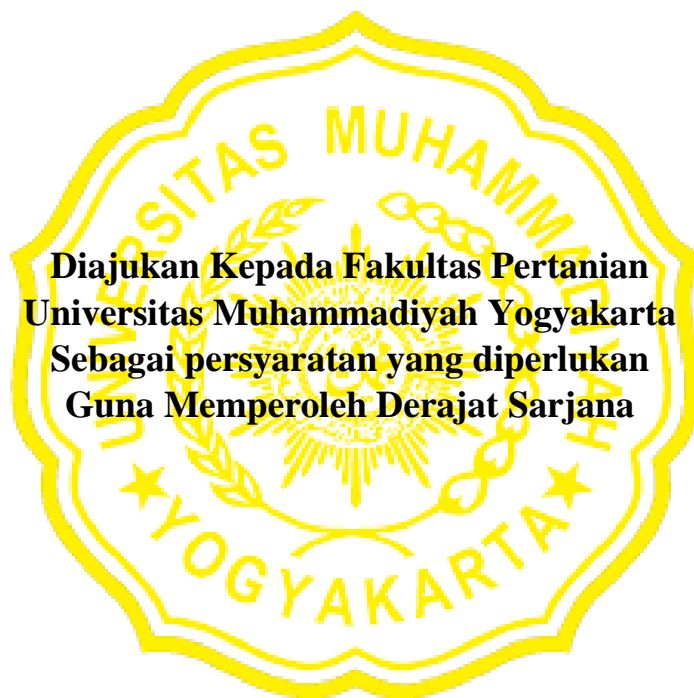 UNIVERSITAS MUHAMMADIYAH
Diajukan Kepada Fakultas Pertanian
Universitas Muhammadiyah Yogyakarta
Sebagai persyaratan yang diperlukan
Guna Memperoleh Derajat Sarjana
YOGYAKARTA